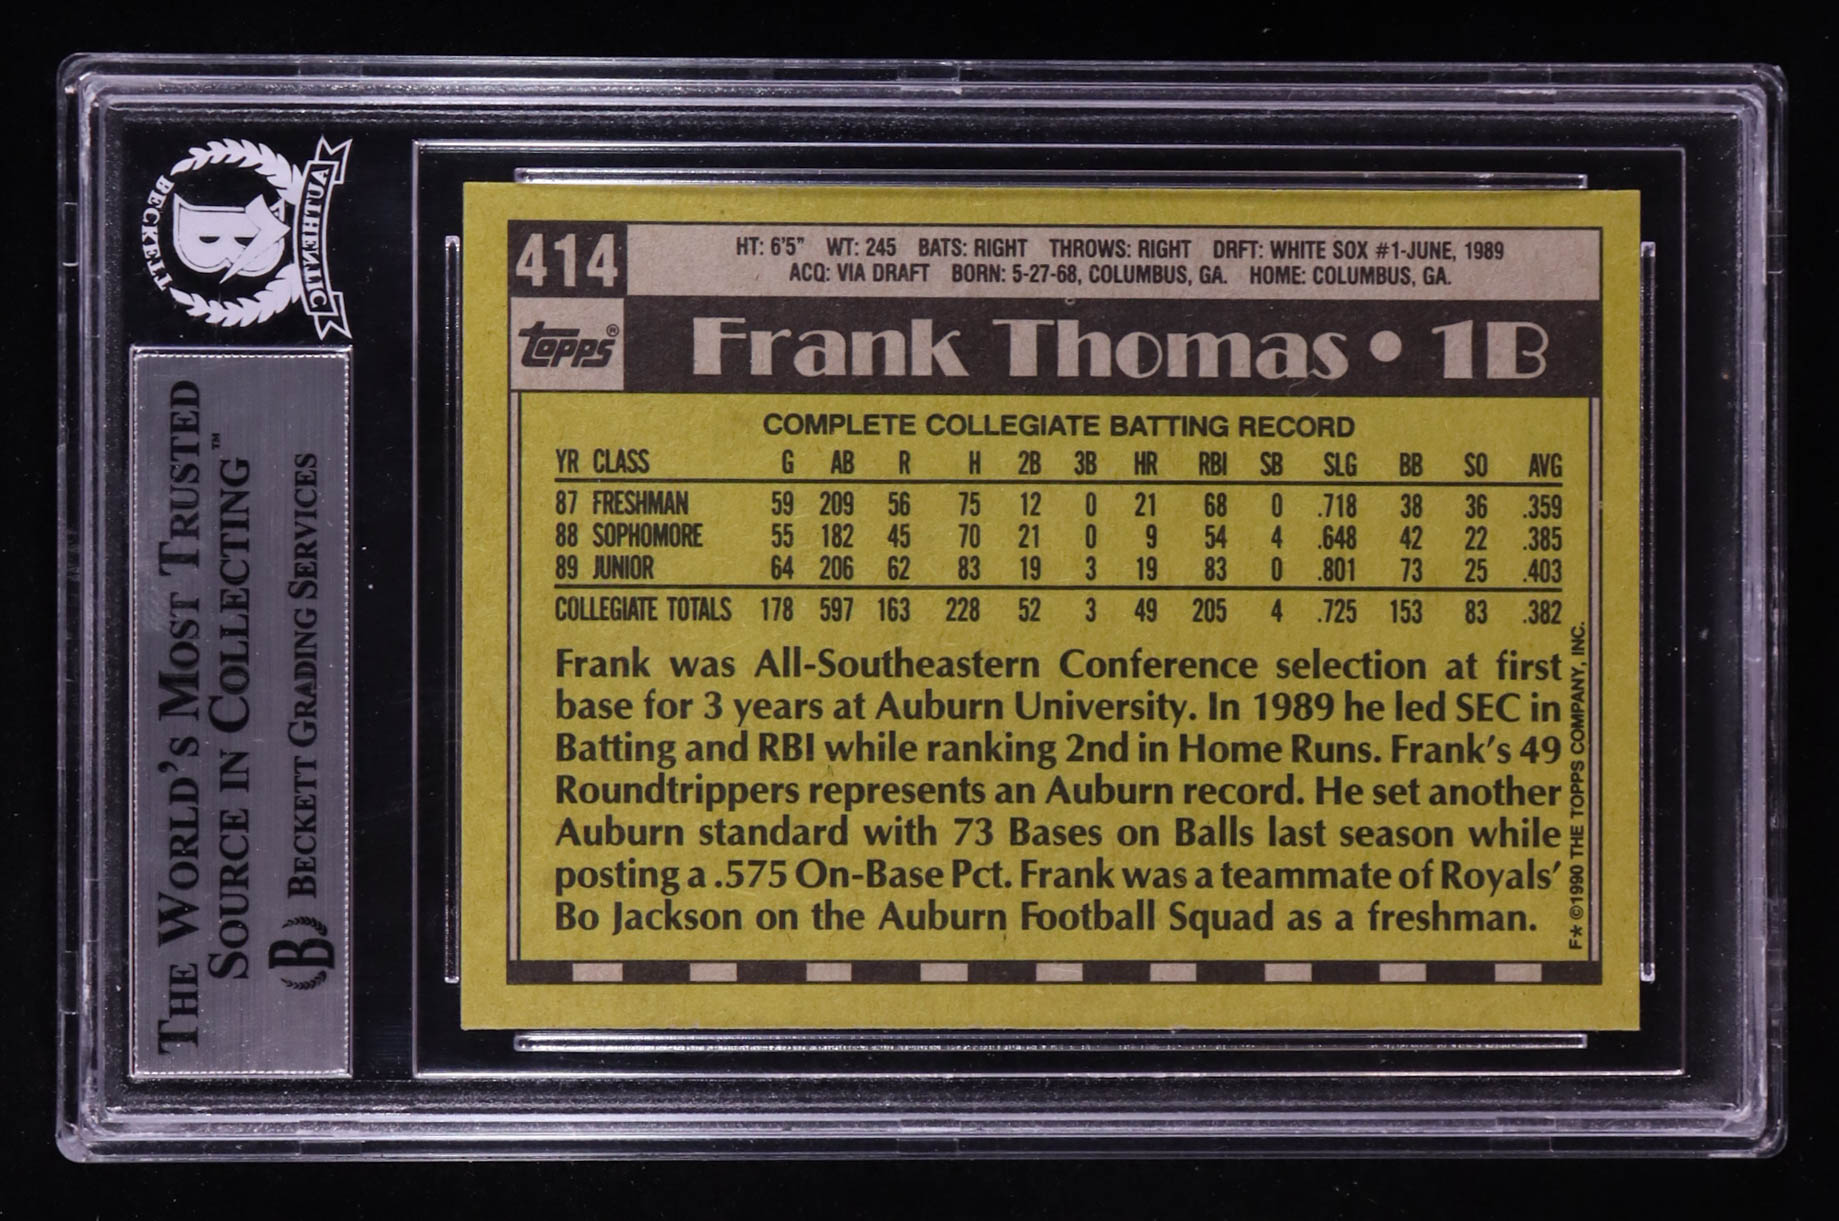 AUTHENTIC
BECKETT
B
THE WORLD'S MOST TRUSTED
SOURCE IN COLLECTING™
B BECKETT GRADING SERVICES
414
HT: 6'5" WT: 245 BATS: RIGHT THROWS: RIGHT DRFT: WHITE SOX #1-JUNE, 1989
ACQ: VIA DRAFT BORN: 5-27-68, COLUMBUS, GA. HOME: COLUMBUS, GA.
topps®
Frank Thomas • 1B
COMPLETE COLLEGIATE BATTING RECORD
YR CLASS G AB R H 2B 3B HR RBI SB SLG BB SO AVG
87 FRESHMAN 59 209 56 75 12 0 21 68 0 .718 38 36 .359
88 SOPHOMORE 55 182 45 70 21 0 9 54 4 .648 42 22 .385
89 JUNIOR 64 206 62 83 19 3 19 83 0 .801 73 25 .403
COLLEGIATE TOTALS 178 597 163 228 52 3 49 205 4 .725 153 83 .382
Frank was All-Southeastern Conference selection at first
base for 3 years at Auburn University. In 1989 he led SEC in
Batting and RBI while ranking 2nd in Home Runs. Frank's 49
Roundtrippers represents an Auburn record. He set another
Auburn standard with 73 Bases on Balls last season while
posting a .575 On-Base Pct. Frank was a teammate of Royals'
Bo Jackson on the Auburn Football Squad as a freshman.
F* ©1990 THE TOPPS COMPANY, INC.